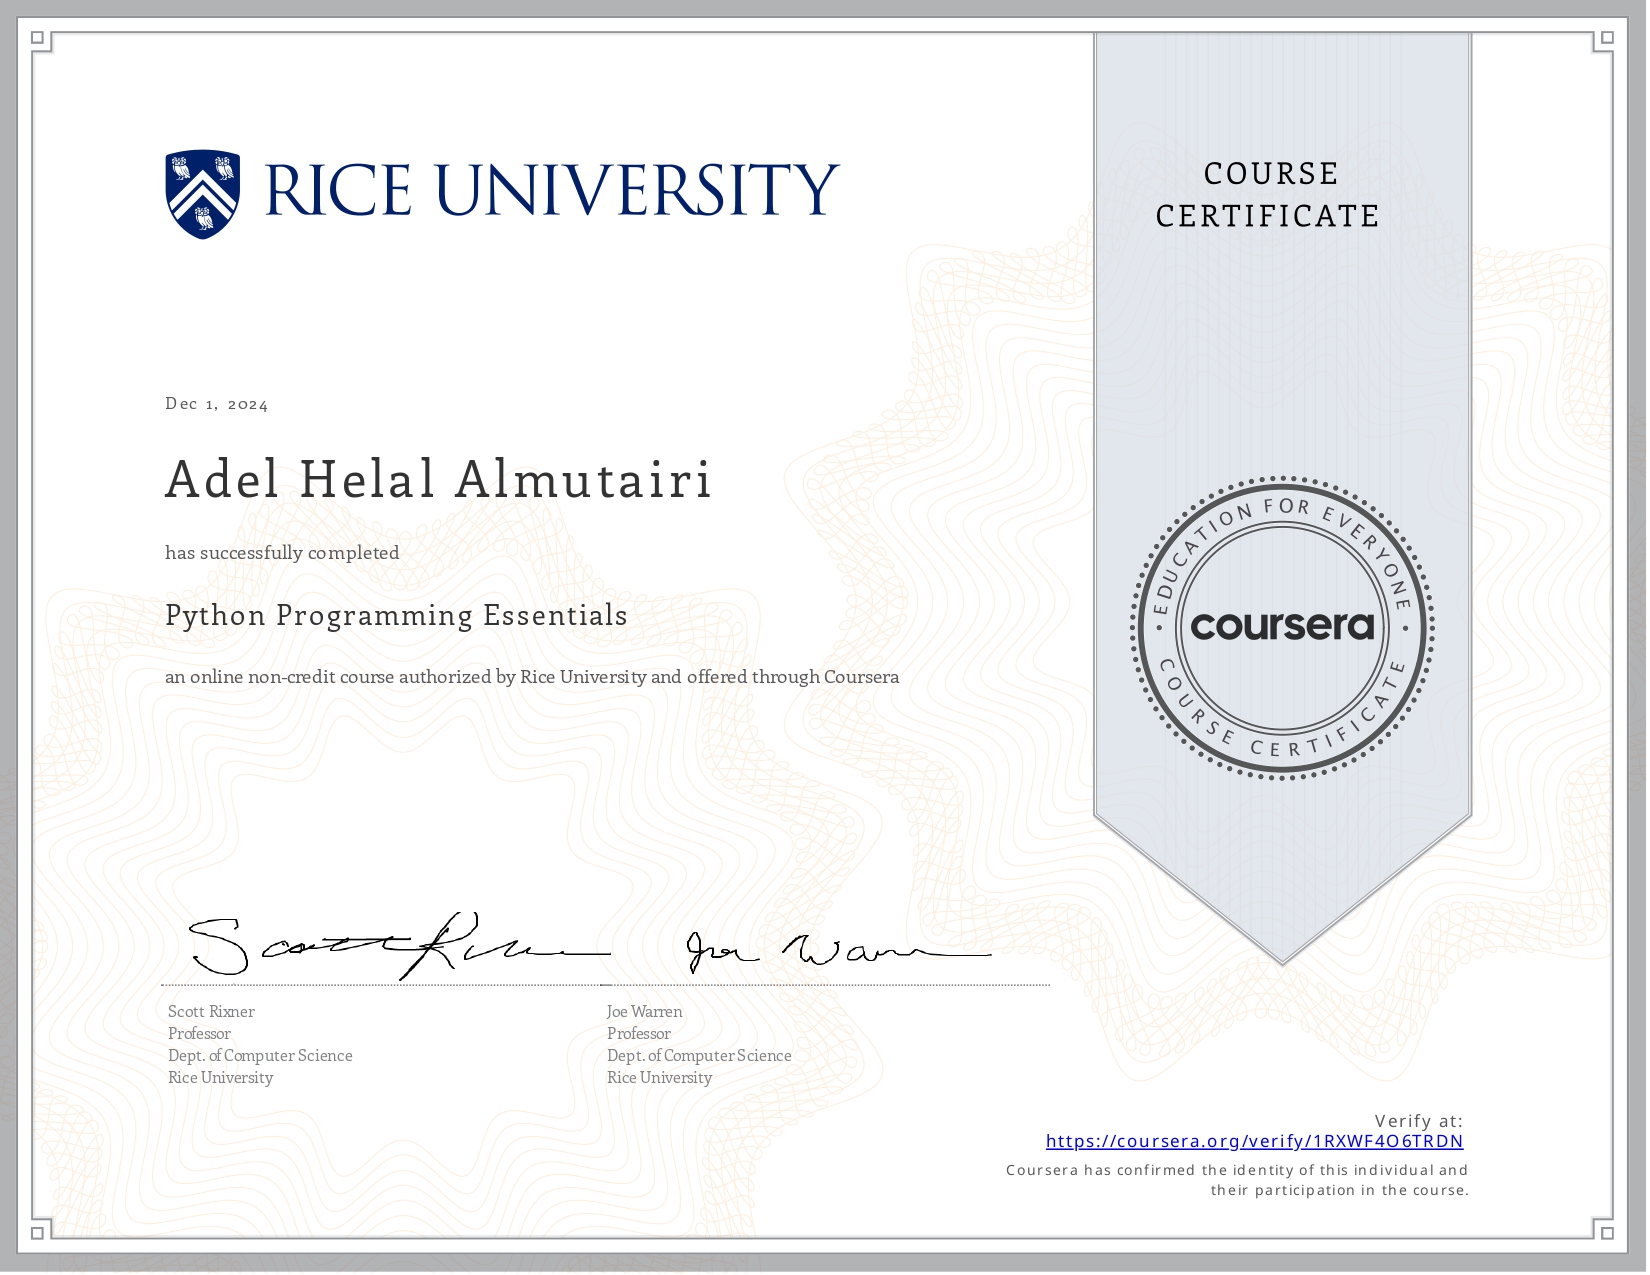 RICE UNIVERSITY
COURSE
CERTIFICATE
Dec 1, 2024
Adel Helal Almutairi
has successfully completed
Python Programming Essentials
an online non-credit course authorized by Rice University and offered through Coursera
EDUCATION FOR EVERYONE
coursera
COURSE CERTIFICATE
Scott Rixner
Joe Warren
Scott Rixner
Professor
Dept. of Computer Science
Rice University
Joe Warren
Professor
Dept. of Computer Science
Rice University
Verify at:
https://coursera.org/verify/1RXWF4O6TRDN
Coursera has confirmed the identity of this individual and
their participation in the course.